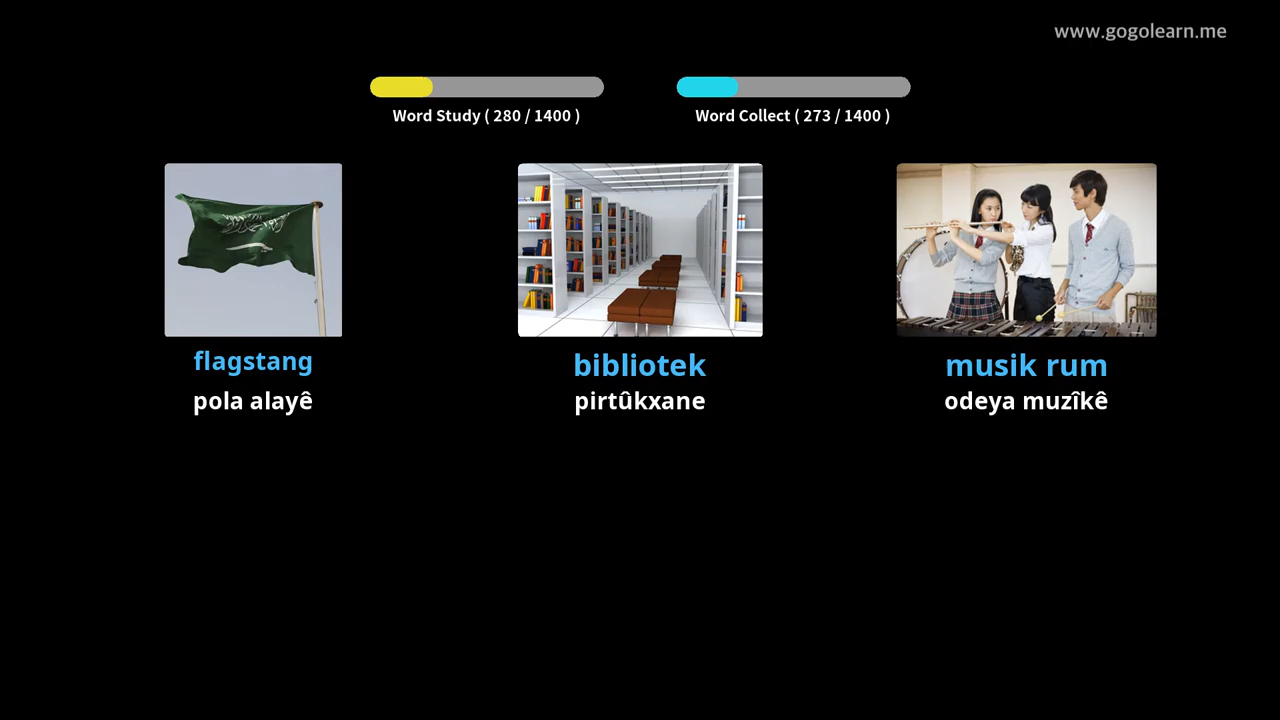 www.gogolearn.me
Word Study ( 280 / 1400 )
Word Collect ( 273 / 1400 )
flagstang
bibliotek
musik rum
pola alayê
pirtûkxane
odeya muzîkê